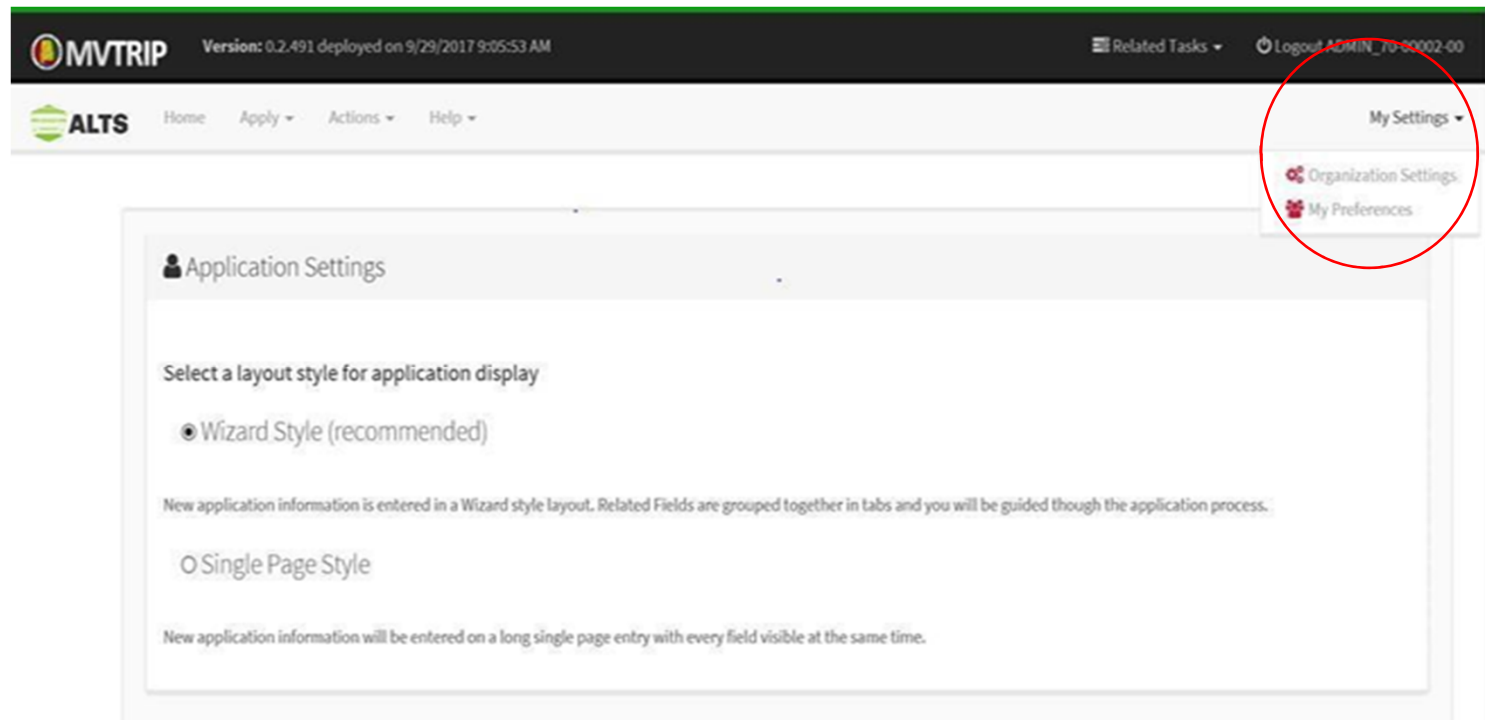 MVTRIP Version: 0.2.491 deployed on 9/29/2017 9:05:53 AM Related Tasks Logout ADMIN_70-00002-00
ALTS Home Apply Actions Help My Settings
Organization Settings
My Preferences
Application Settings
Select a layout style for application display
Wizard Style (recommended)
New application information is entered in a Wizard style layout. Related Fields are grouped together in tabs and you will be guided though the application process.
Single Page Style
New application information will be entered on a long single page entry with every field visible at the same time.